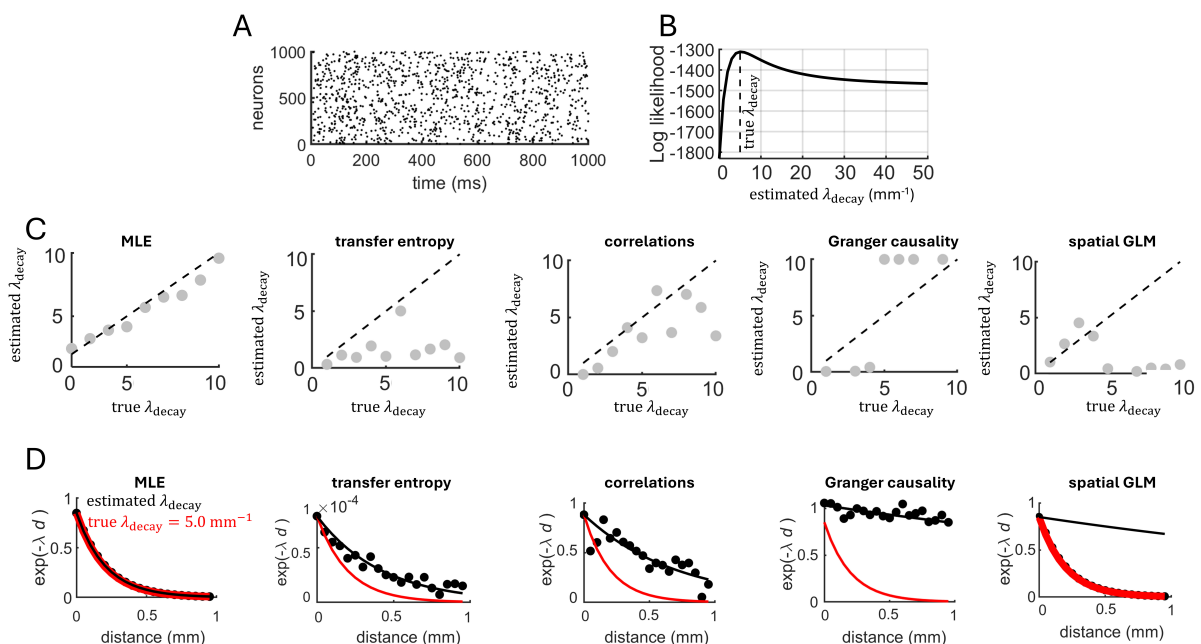 A
neurons
1000
500
0
0 200 400 600 800 1000
time (ms)
B
Log likelihood
-1300
-1400
-1500
-1600
-1700
-1800
true λdecay
0 10 20 30 40 50
estimated λdecay (mm⁻¹)
C
MLE
estimated λdecay
10
5
0
0 5 10
true λdecay
transfer entropy
estimated λdecay
10
5
0
0 5 10
true λdecay
correlations
estimated λdecay
10
5
0
0 5 10
true λdecay
Granger causality
estimated λdecay
10
5
0
0 5 10
true λdecay
spatial GLM
estimated λdecay
10
5
0
0 5 10
true λdecay
D
MLE
exp(-λ d )
1
0.5
0
estimated λdecay
true λdecay = 5.0 mm⁻¹
0 0.5 1
distance (mm)
transfer entropy
×10⁻⁴
exp(-λ d )
1
0.5
0
0 0.5 1
distance (mm)
correlations
exp(-λ d )
1
0.5
0
0 0.5 1
distance (mm)
Granger causality
exp(-λ d )
1
0.5
0
0 0.5 1
distance (mm)
spatial GLM
exp(-λ d )
1
0.5
0
0 0.5 1
distance (mm)